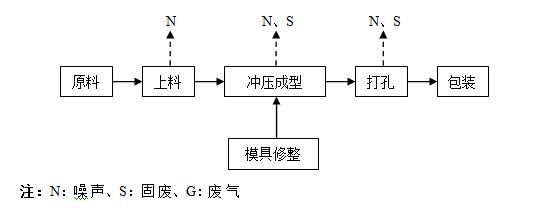 N N、S N、S
原料 上料 冲压成型 打孔 包装
模具修整
注：N：噪声、S：固废、G：废气